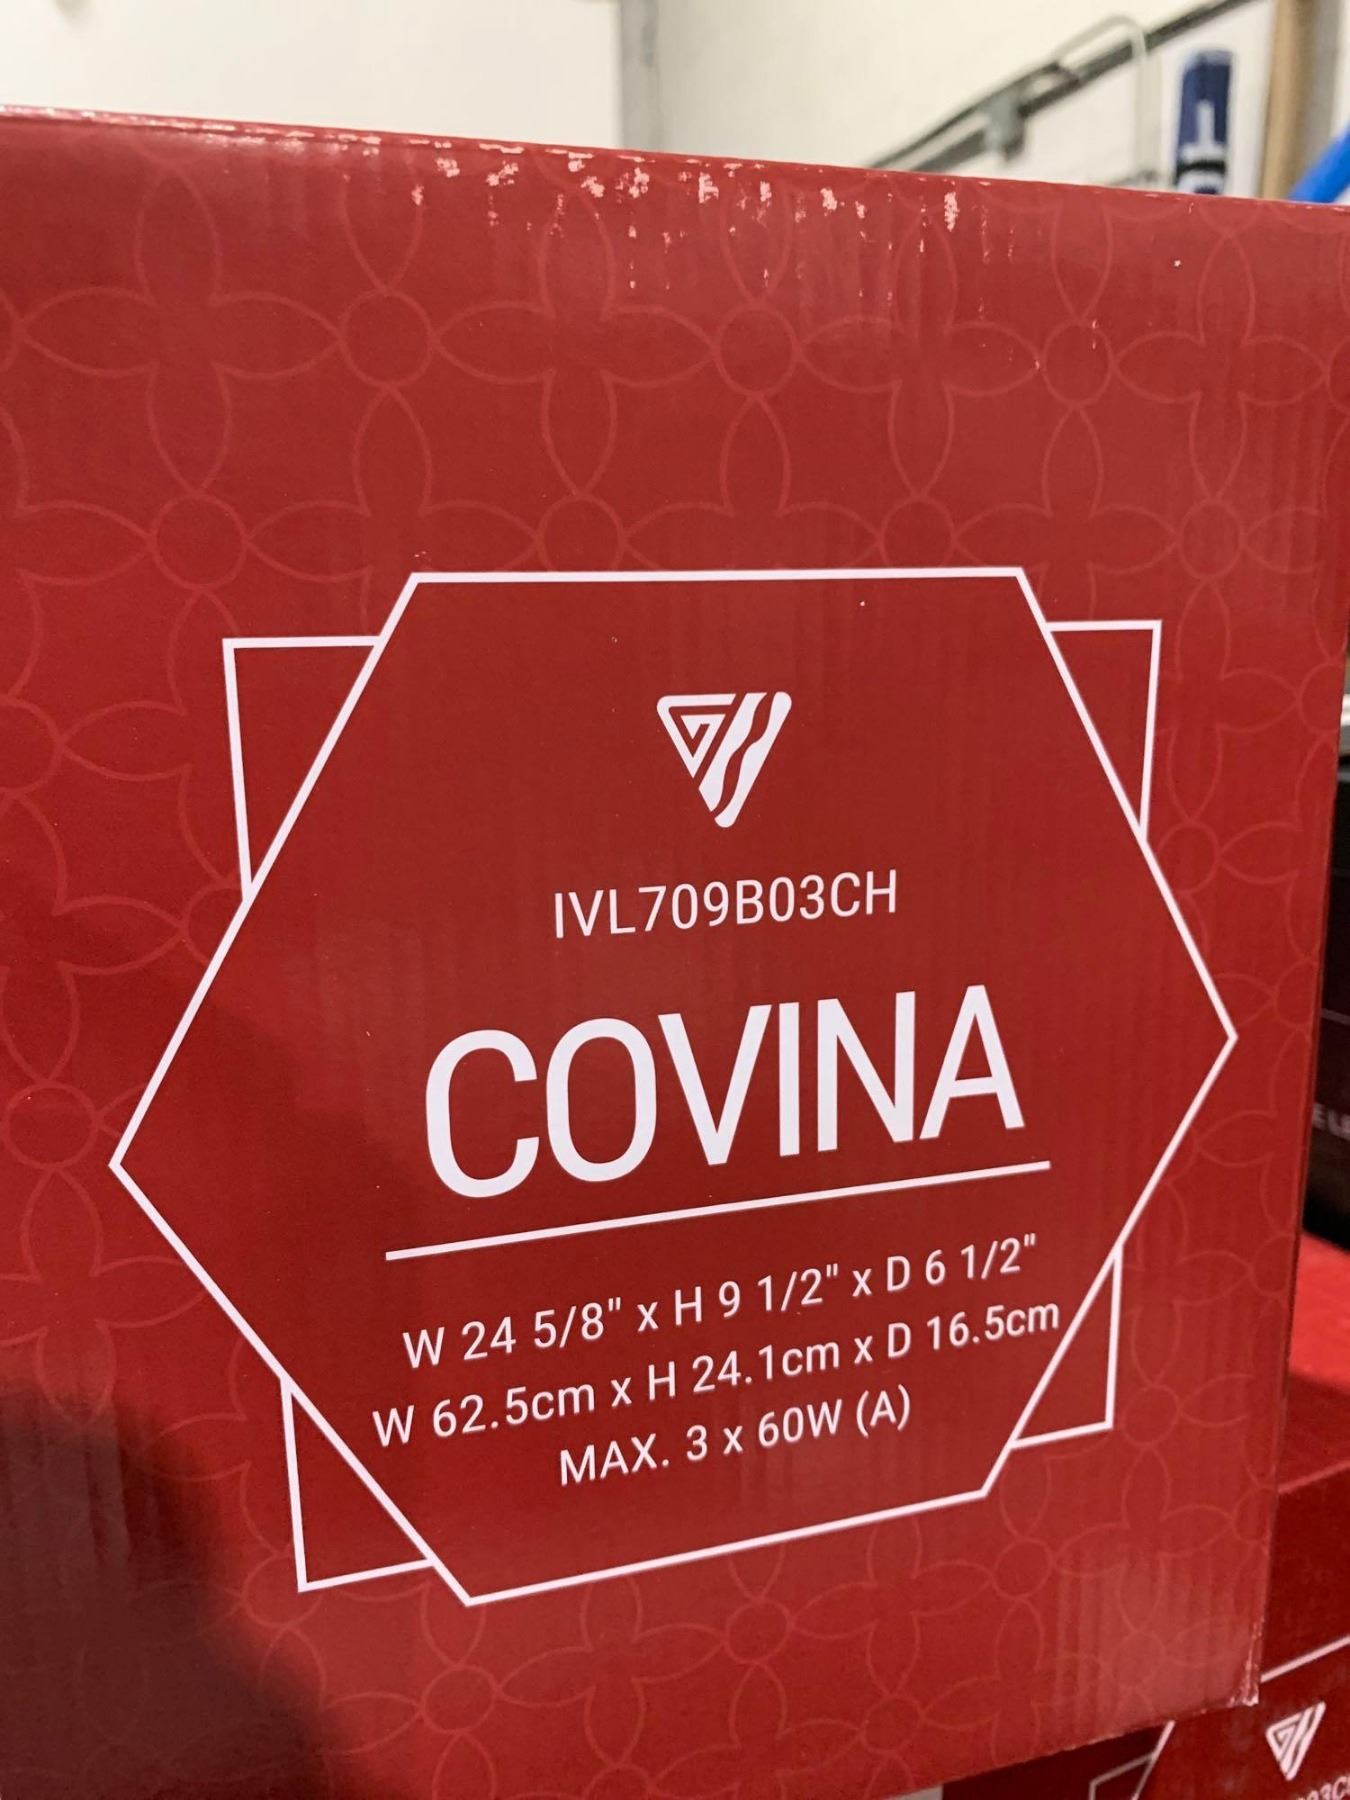 IVL709B03CH
COVINA
W 24 5/8" x H 9 1/2" x D 6 1/2"
W 62.5cm x H 24.1cm x D 16.5cm
MAX. 3 x 60W (A)